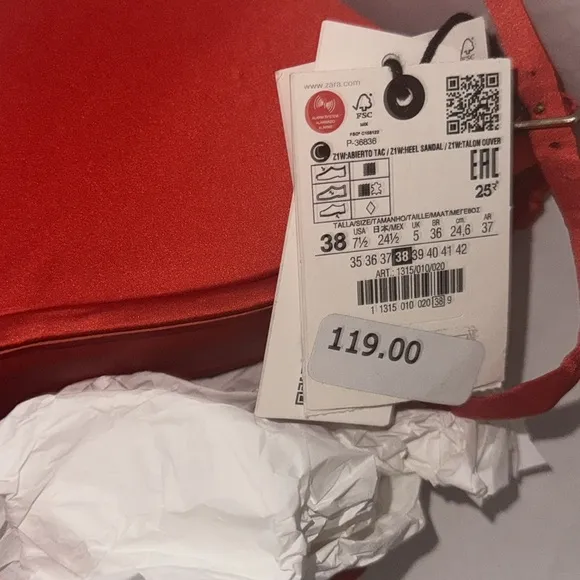 www.zara.com
FSC
MIX
P-36836
Z1W:ABIERTO TAC / Z1W:HEEL SANDAL / Z1W:TALON OUVER
EAC
25
TALLA/SIZE/TAMANHO/TAILLE/MAAT/МЕГЕΘΟΣ
USA 日本/MEX UK BR CTE. AR
38 7½ 24½ 5 36 24,6 37
35 36 37 38 39 40 41 42
ART.: 1315/010/020
1 1315 010 020 38 9
119.00